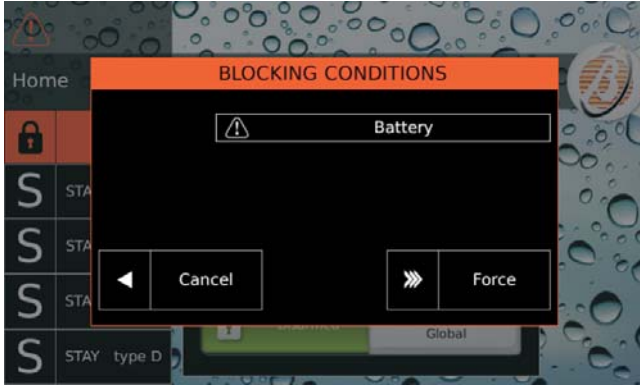 Home
BLOCKING CONDITIONS
Battery
S STA
S STA
Cancel
Force
S STA
Global
S STAY type D